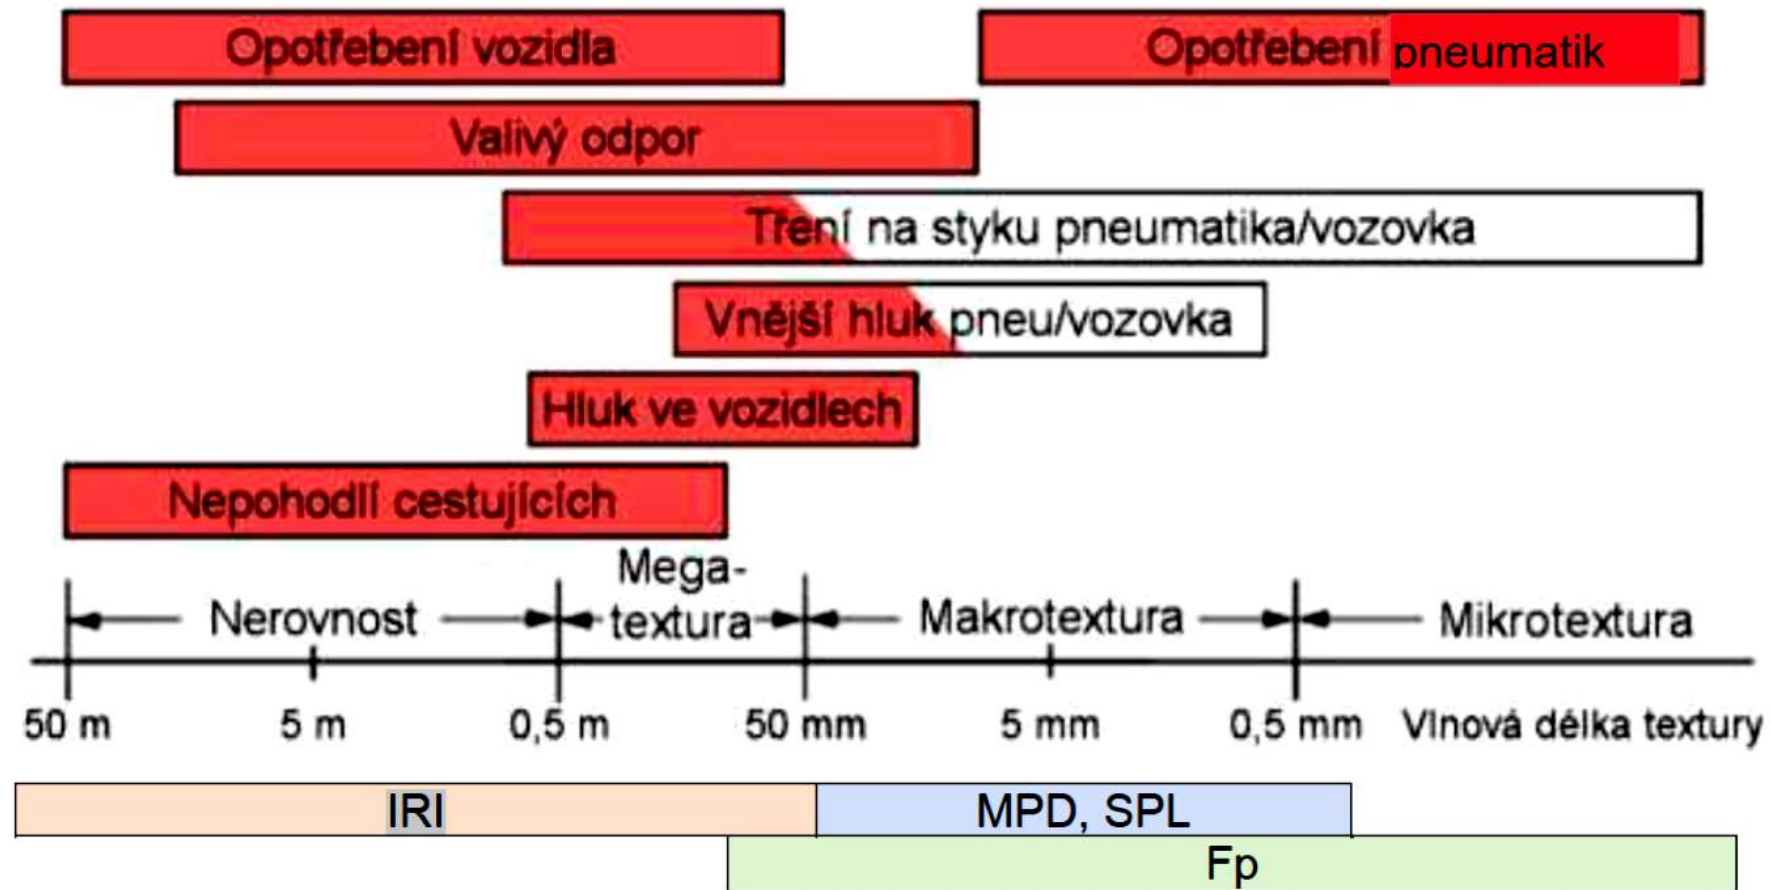 Opotřebení vozidla
Opotřebení pneumatik
Valivý odpor
Tření na styku pneumatika/vozovka
Vnější hluk pneu/vozovka
Hluk ve vozidlech
Nepohodlí cestujících
Nerovnost
Mega-
textura
Makrotextura
Mikrotextura
50 m
5 m
0,5 m
50 mm
5 mm
0,5 mm
Vlnová délka textury
IRI
MPD, SPL
Fp